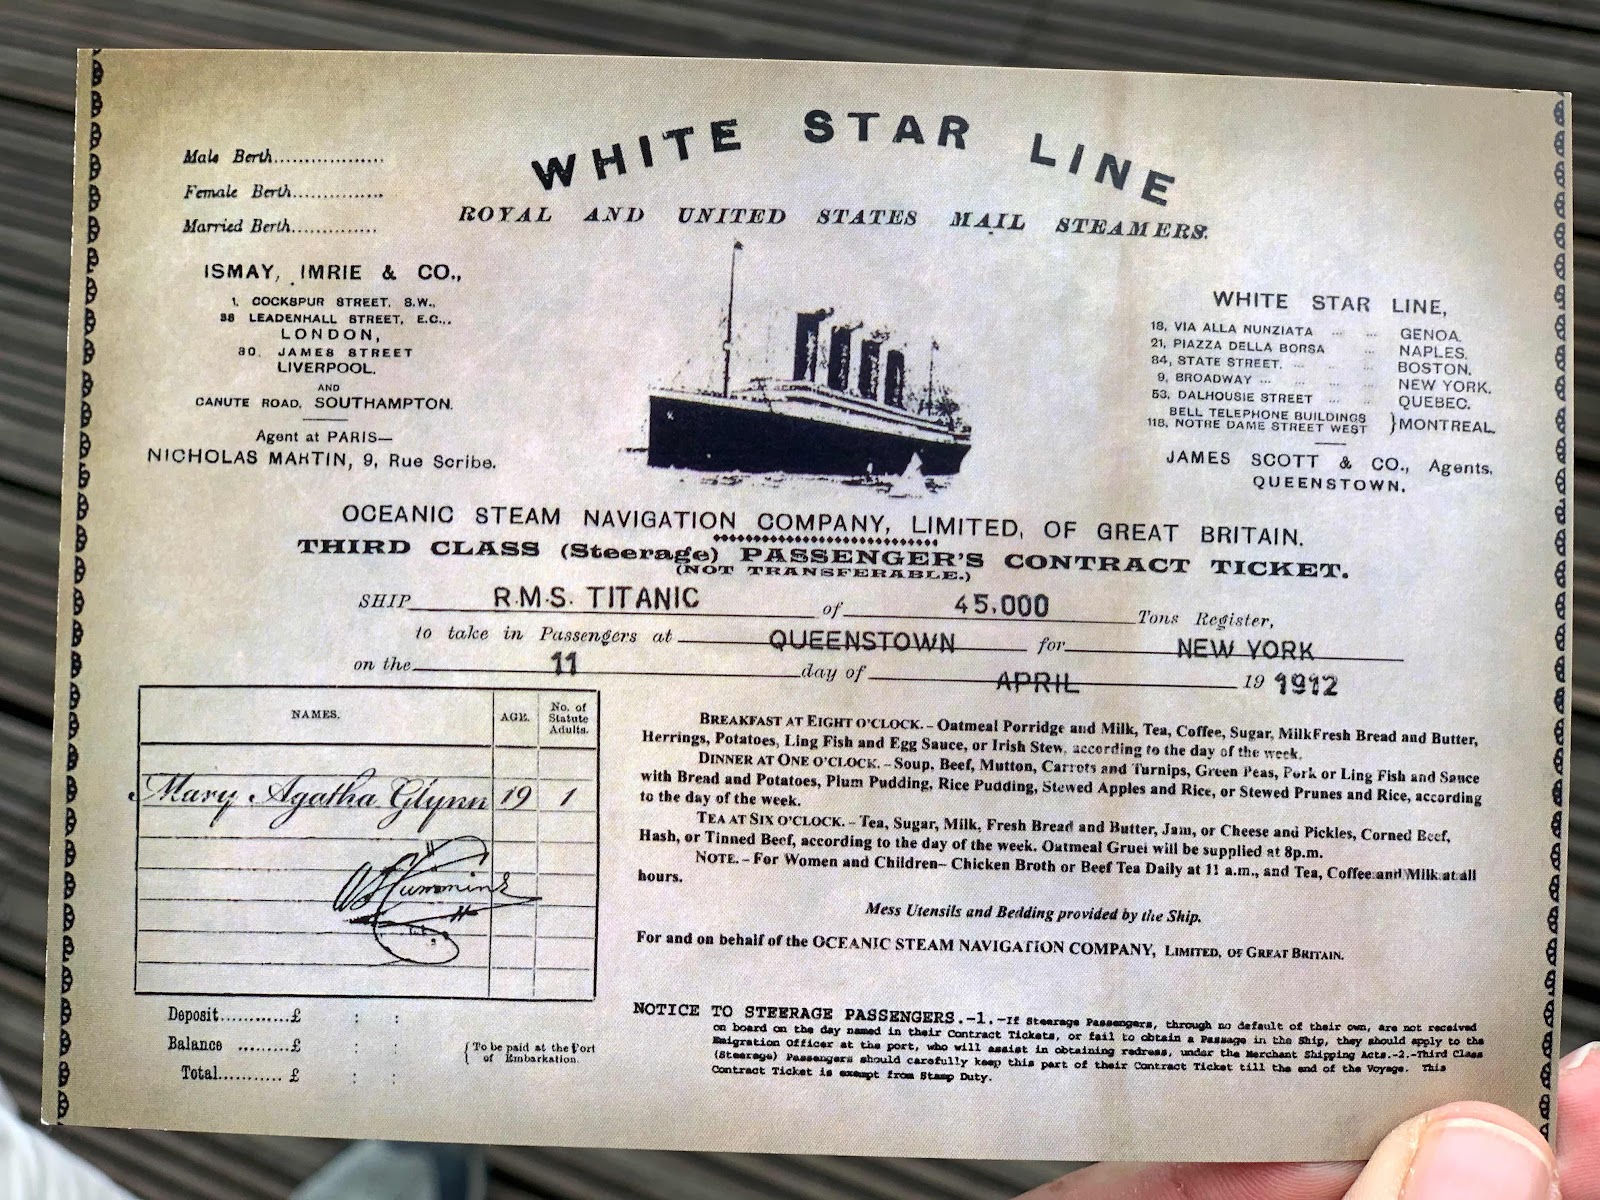 Male Berth...................
Female Berth...............
Married Berth..............
WHITE STAR LINE
ROYAL AND UNITED STATES MAIL STEAMERS.
ISMAY, IMRIE & CO.,
1, COCKSPUR STREET, S.W.,
38 LEADENHALL STREET, E.C.,.
LONDON,
30, JAMES STREET
LIVERPOOL.
AND
CANUTE ROAD, SOUTHAMPTON.
Agent at PARIS—
NICHOLAS MARTIN, 9, Rue Scribe.
WHITE STAR LINE,
18, VIA ALLA NUNZIATA ... ... GENOA.
21, PIAZZA DELLA BORSA ... NAPLES.
84, STATE STREET. ... ... ... BOSTON.
9, BROADWAY ... ... ... ... NEW YORK.
53, DALHOUSIE STREET ... ... QUEBEC.
BELL TELEPHONE BUILDINGS
118, NOTRE DAME STREET WEST } MONTREAL.
JAMES SCOTT & CO., Agents,
QUEENSTOWN.
OCEANIC STEAM NAVIGATION COMPANY, LIMITED, OF GREAT BRITAIN.
THIRD CLASS (Steerage) PASSENGER'S CONTRACT TICKET.
(NOT TRANSFERABLE.)
SHIP R.M.S. TITANIC of 45,000 Tons Register,
to take in Passengers at QUEENSTOWN for NEW YORK
on the 11 day of APRIL 19 1912
NAMES. AGE. No. of Statute Adults.
Mary Agatha Glynn 19 1
Cummins
BREAKFAST AT EIGHT O'CLOCK.–Oatmeal Porridge and Milk, Tea, Coffee, Sugar, MilkFresh Bread and Butter,
Herrings, Potatoes, Ling Fish and Egg Sauce, or Irish Stew, according to the day of the week.
DINNER AT ONE O'CLOCK.–Soup, Beef, Mutton, Carrots and Turnips, Green Peas, Pork or Ling Fish and Sauce
with Bread and Potatoes, Plum Pudding, Rice Pudding, Stewed Apples and Rice, or Stewed Prunes and Rice, according
to the day of the week.
TEA AT SIX O'CLOCK.–Tea, Sugar, Milk, Fresh Bread and Butter, Jam, or Cheese and Pickles, Corned Beef,
Hash, or Tinned Beef, according to the day of the week. Oatmeal Gruel will be supplied at 8p.m.
NOTE.–For Women and Children– Chicken Broth or Beef Tea Daily at 11 a.m., and Tea, Coffee and Milk at all
hours.
Mess Utensils and Bedding provided by the Ship.
For and on behalf of the OCEANIC STEAM NAVIGATION COMPANY, LIMITED, OF GREAT BRITAIN.
Deposit............£ : :
Balance .........£ : :
Total........... £ : :
{To be paid at the Port
of Embarkation.
NOTICE TO STEERAGE PASSENGERS.-1.-If Steerage Passengers, through no default of their own, are not received
on board on the day named in their Contract Tickets, or fail to obtain a Passage in the Ship, they should apply to the
Emigration Officer at the port, who will assist in obtaining redress, under the Merchant Shipping Acts.-2.-Third Class
(Steerage) Passengers should carefully keep this part of their Contract Ticket till the end of the Voyage. This
Contract Ticket is exempt from Stamp Duty.